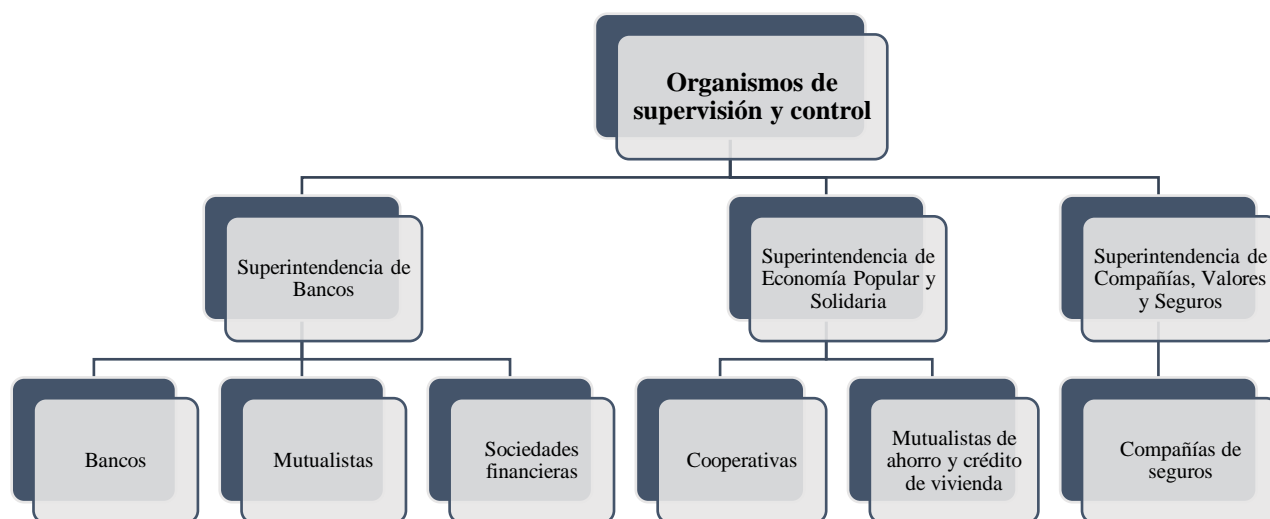 Organismos de
supervisión y control
Superintendencia de
Bancos
Superintendencia de
Economía Popular y
Solidaria
Superintendencia de
Compañías, Valores
y Seguros
Bancos
Mutualistas
Sociedades
financieras
Cooperativas
Mutualistas de
ahorro y crédito
de vivienda
Compañías de
seguros